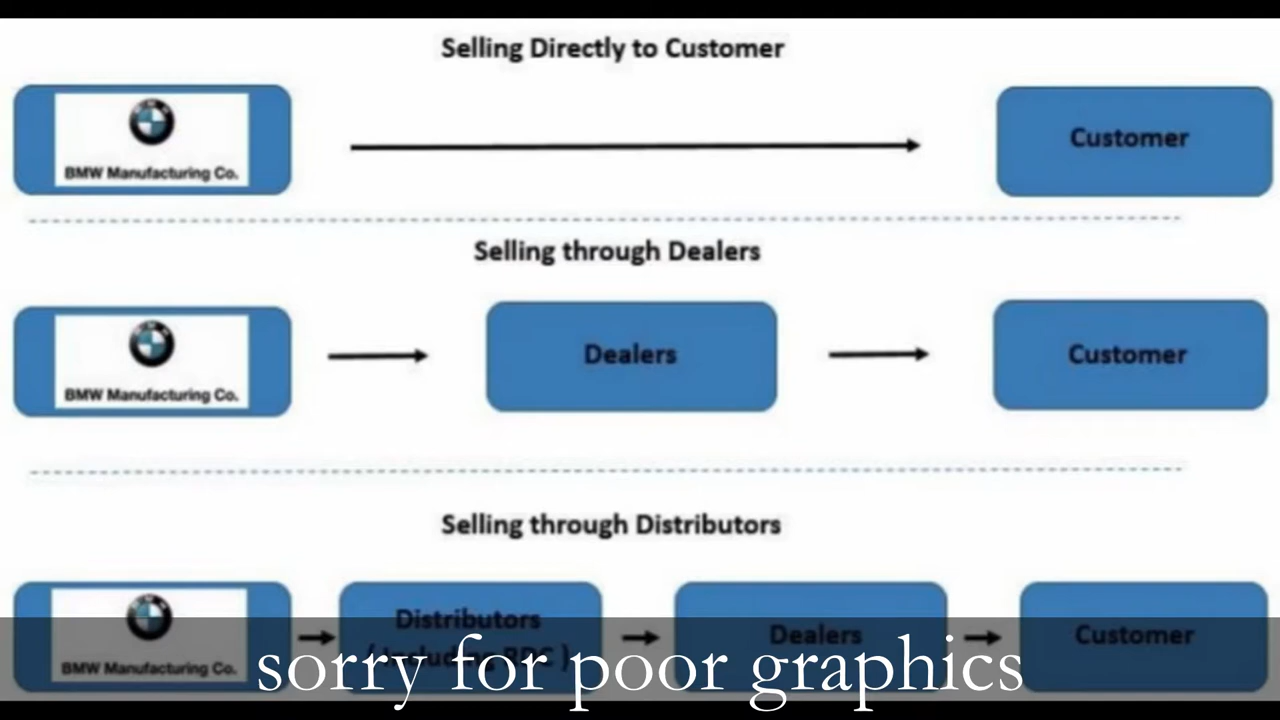 Selling Directly to Customer
BMW Manufacturing Co.
Customer
Selling through Dealers
BMW Manufacturing Co.
Dealers
Customer
Selling through Distributors
BMW Manufacturing Co.
Distributors
Dealers
Customer
sorry for poor graphics